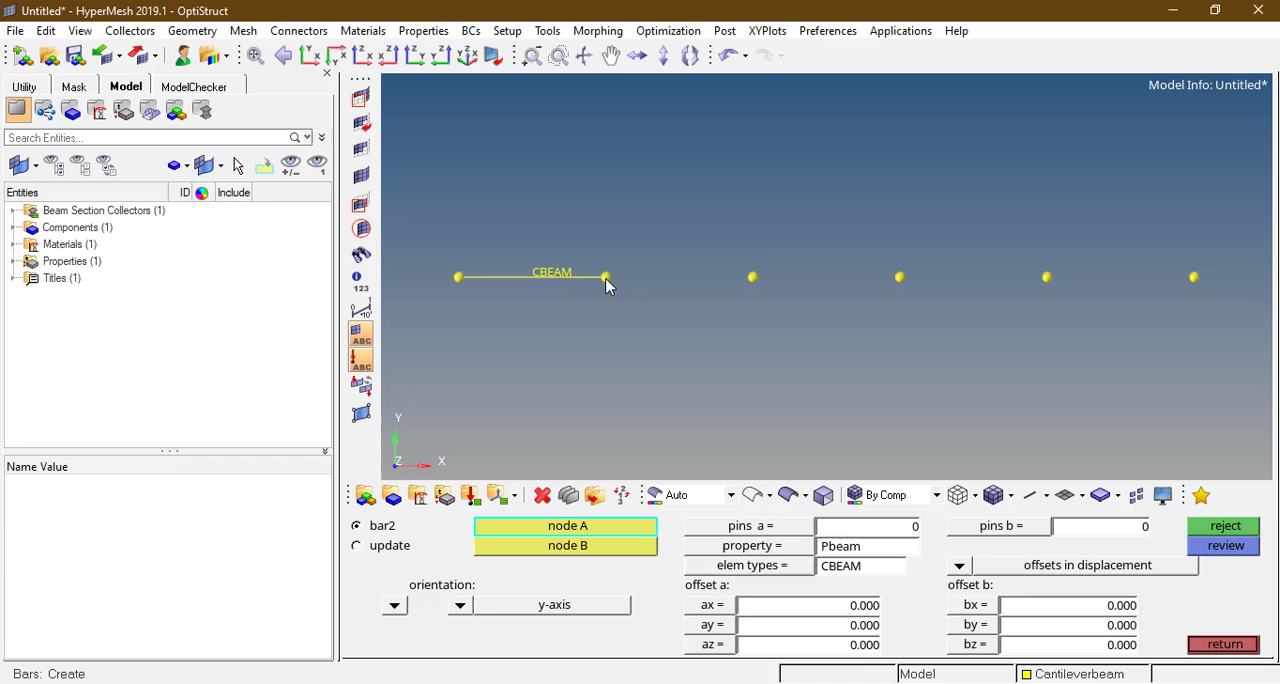 Untitled* - HyperMesh 2019.1 - OptiStruct
File Edit View Collectors Geometry Mesh Connectors Materials Properties BCs Setup Tools Morphing Optimization Post XYPlots Preferences Applications Help
Utility Mask Model ModelChecker
Model Info: Untitled*
Search Entities...
Entities ID Include
Beam Section Collectors (1)
Components (1)
Materials (1)
Properties (1)
Titles (1)
123
ABC
ABC
CBEAM
Y
Z X
Name Value
Auto By Comp
bar2 node A pins a = 0 pins b = 0 reject
update node B property = Pbeam review
elem types = CBEAM offsets in displacement
orientation: offset a: offset b:
y-axis ax = 0.000 bx = 0.000
ay = 0.000 by = 0.000
az = 0.000 bz = 0.000 return
Bars: Create Model Cantileverbeam